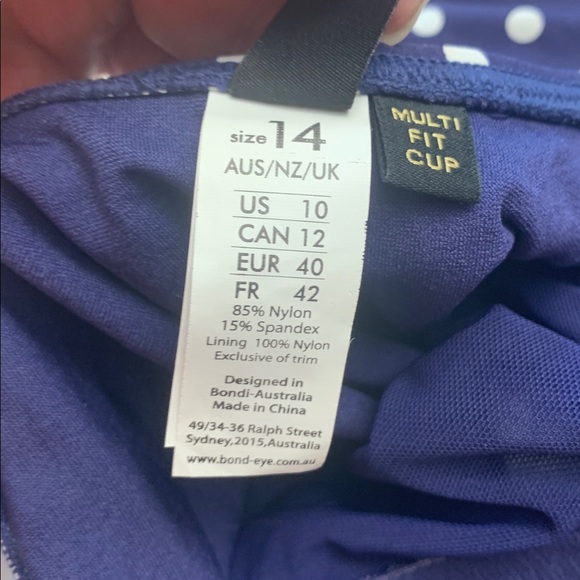 size 14
AUS/NZ/UK
US 10
CAN 12
EUR 40
FR 42
85% Nylon
15% Spandex
Lining 100% Nylon
Exclusive of trim
Designed in
Bondi-Australia
Made in China
49/34-36 Ralph Street
Sydney,2015,Australia
www.bond-eye.com.au
MULTI
FIT
CUP